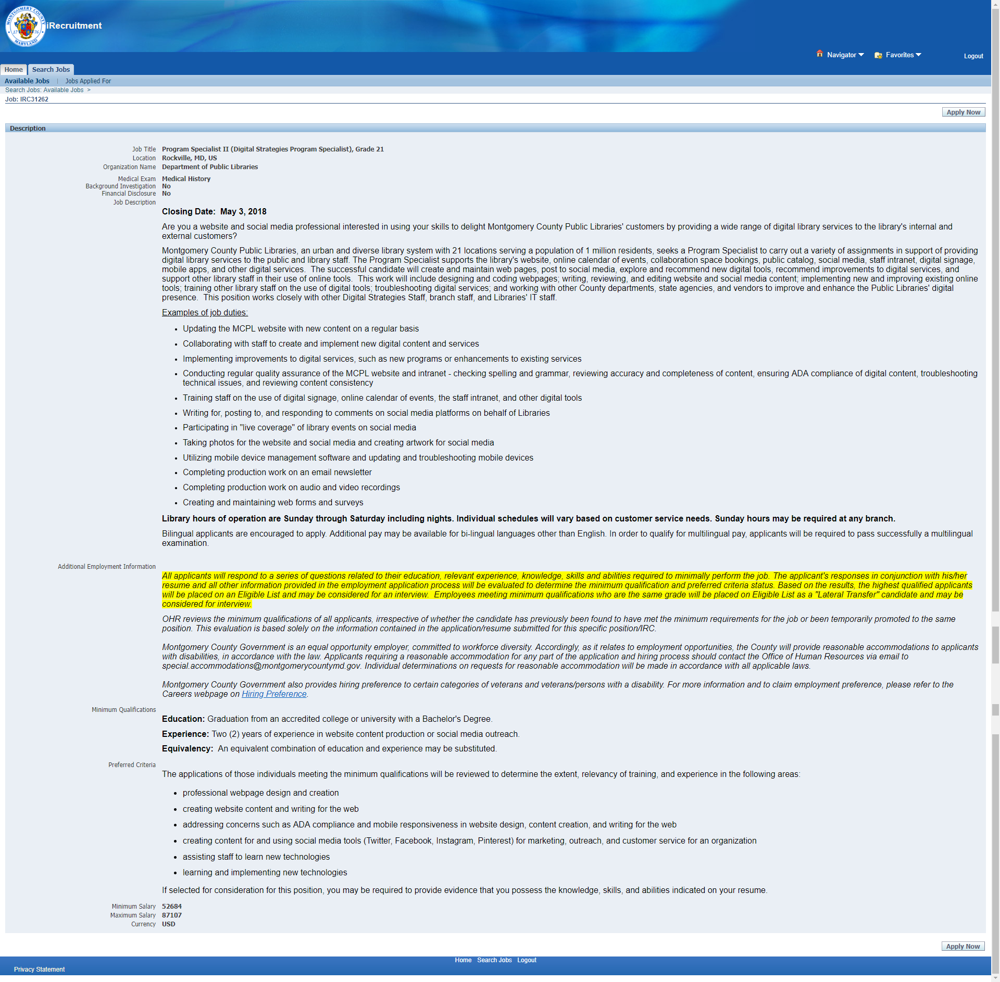 MONTGOMERY COUNTY
17 76
MARYLAND
iRecruitment
Navigator
Favorites
Logout
Home
Search Jobs
Available Jobs | Jobs Applied For
Search Jobs: Available Jobs >
Job: IRC31262
Apply Now
Description
Job Title Program Specialist II (Digital Strategies Program Specialist), Grade 21
Location Rockville, MD, US
Organization Name Department of Public Libraries
Medical Exam Medical History
Background Investigation No
Financial Disclosure No
Job Description
Closing Date:  May 3, 2018
Are you a website and social media professional interested in using your skills to delight Montgomery County Public Libraries' customers by providing a wide range of digital library services to the library's internal and
external customers?
Montgomery County Public Libraries, an urban and diverse library system with 21 locations serving a population of 1 million residents, seeks a Program Specialist to carry out a variety of assignments in support of providing
digital library services to the public and library staff. The Program Specialist supports the library's website, online calendar of events, collaboration space bookings, public catalog, social media, staff intranet, digital signage,
mobile apps, and other digital services.  The successful candidate will create and maintain web pages, post to social media, explore and recommend new digital tools, recommend improvements to digital services, and
support other library staff in their use of online tools.  This work will include designing and coding webpages; writing, reviewing, and editing website and social media content; implementing new and improving existing online
tools; training other library staff on the use of digital tools; troubleshooting digital services; and working with other County departments, state agencies, and vendors to improve and enhance the Public Libraries' digital
presence.  This position works closely with other Digital Strategies Staff, branch staff, and Libraries' IT staff.
Examples of job duties:
• Updating the MCPL website with new content on a regular basis
• Collaborating with staff to create and implement new digital content and services
• Implementing improvements to digital services, such as new programs or enhancements to existing services
• Conducting regular quality assurance of the MCPL website and intranet - checking spelling and grammar, reviewing accuracy and completeness of content, ensuring ADA compliance of digital content, troubleshooting
technical issues, and reviewing content consistency
• Training staff on the use of digital signage, online calendar of events, the staff intranet, and other digital tools
• Writing for, posting to, and responding to comments on social media platforms on behalf of Libraries
• Participating in "live coverage" of library events on social media
• Taking photos for the website and social media and creating artwork for social media
• Utilizing mobile device management software and updating and troubleshooting mobile devices
• Completing production work on an email newsletter
• Completing production work on audio and video recordings
• Creating and maintaining web forms and surveys
Library hours of operation are Sunday through Saturday including nights. Individual schedules will vary based on customer service needs. Sunday hours may be required at any branch.
Bilingual applicants are encouraged to apply. Additional pay may be available for bi-lingual languages other than English. In order to qualify for multilingual pay, applicants will be required to pass successfully a multilingual
examination.
Additional Employment Information
All applicants will respond to a series of questions related to their education, relevant experience, knowledge, skills and abilities required to minimally perform the job. The applicant's responses in conjunction with his/her
resume and all other information provided in the employment application process will be evaluated to determine the minimum qualification and preferred criteria status. Based on the results, the highest qualified applicants
will be placed on an Eligible List and may be considered for an interview.  Employees meeting minimum qualifications who are the same grade will be placed on Eligible List as a "Lateral Transfer" candidate and may be
considered for interview.
OHR reviews the minimum qualifications of all applicants, irrespective of whether the candidate has previously been found to have met the minimum requirements for the job or been temporarily promoted to the same
position. This evaluation is based solely on the information contained in the application/resume submitted for this specific position/IRC.
Montgomery County Government is an equal opportunity employer, committed to workforce diversity. Accordingly, as it relates to employment opportunities, the County will provide reasonable accommodations to applicants
with disabilities, in accordance with the law. Applicants requiring a reasonable accommodation for any part of the application and hiring process should contact the Office of Human Resources via email to
special.accommodations@montgomerycountymd.gov. Individual determinations on requests for reasonable accommodation will be made in accordance with all applicable laws.
Montgomery County Government also provides hiring preference to certain categories of veterans and veterans/persons with a disability. For more information and to claim employment preference, please refer to the
Careers webpage on Hiring Preference.
Minimum Qualifications
Education: Graduation from an accredited college or university with a Bachelor's Degree.
Experience: Two (2) years of experience in website content production or social media outreach.
Equivalency:  An equivalent combination of education and experience may be substituted.
Preferred Criteria
The applications of those individuals meeting the minimum qualifications will be reviewed to determine the extent, relevancy of training, and experience in the following areas:
• professional webpage design and creation
• creating website content and writing for the web
• addressing concerns such as ADA compliance and mobile responsiveness in website design, content creation, and writing for the web
• creating content for and using social media tools (Twitter, Facebook, Instagram, Pinterest) for marketing, outreach, and customer service for an organization
• assisting staff to learn new technologies
• learning and implementing new technologies
If selected for consideration for this position, you may be required to provide evidence that you possess the knowledge, skills, and abilities indicated on your resume.
Minimum Salary 52684
Maximum Salary 87107
Currency USD
Apply Now
Home Search Jobs Logout
Privacy Statement